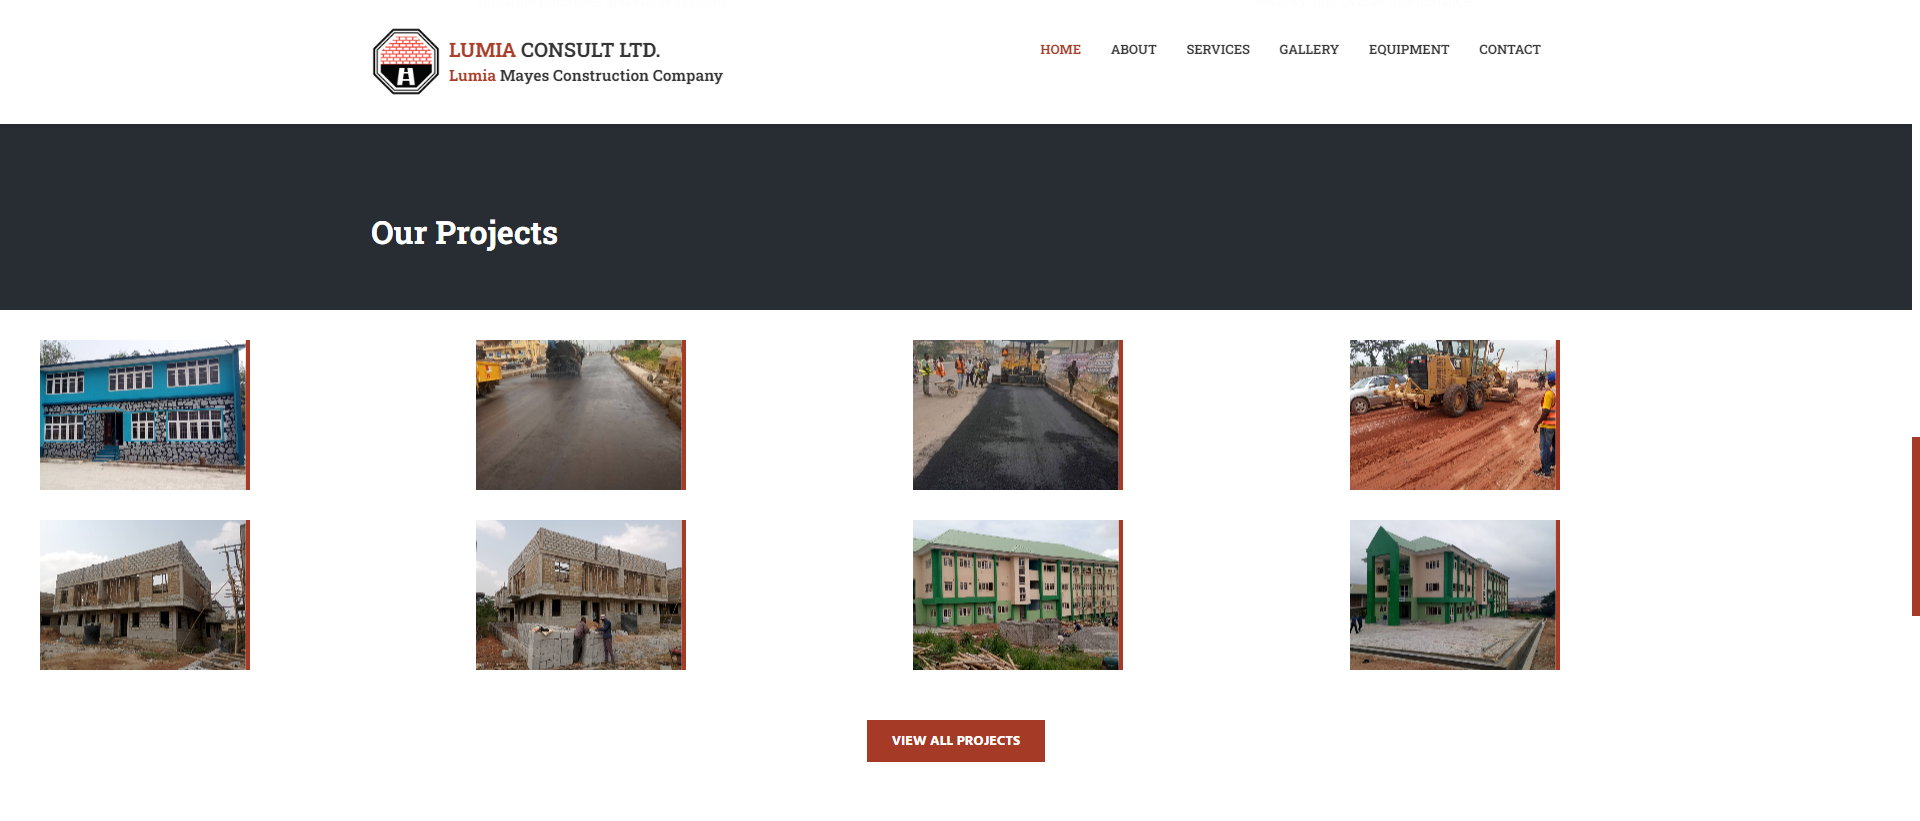 LUMIA CONSULT LTD.
Lumia Mayes Construction Company
HOME ABOUT SERVICES GALLERY EQUIPMENT CONTACT
Our Projects
VIEW ALL PROJECTS